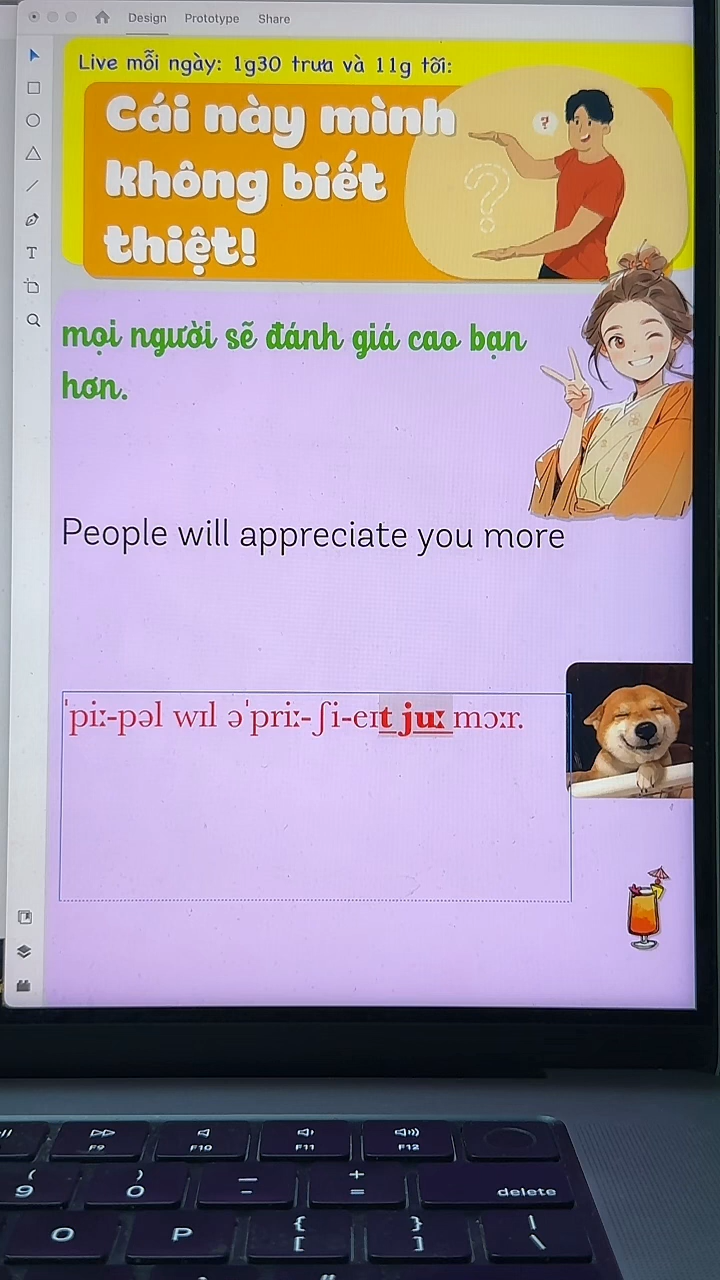 Design Prototype Share
Live mỗi ngày: 1g30 trưa và 11g tối:
Cái này mình
không biết
thiệt!
?
mọi người sẽ đánh giá cao bạn
hơn.
People will appreciate you more
ˈpiː-pəl wɪl əˈpriː-ʃi-eɪt juː mɔːr.
F9 F10 F11 F12
( ) — +
9 0 - = delete
O P { [ } ] | \
"